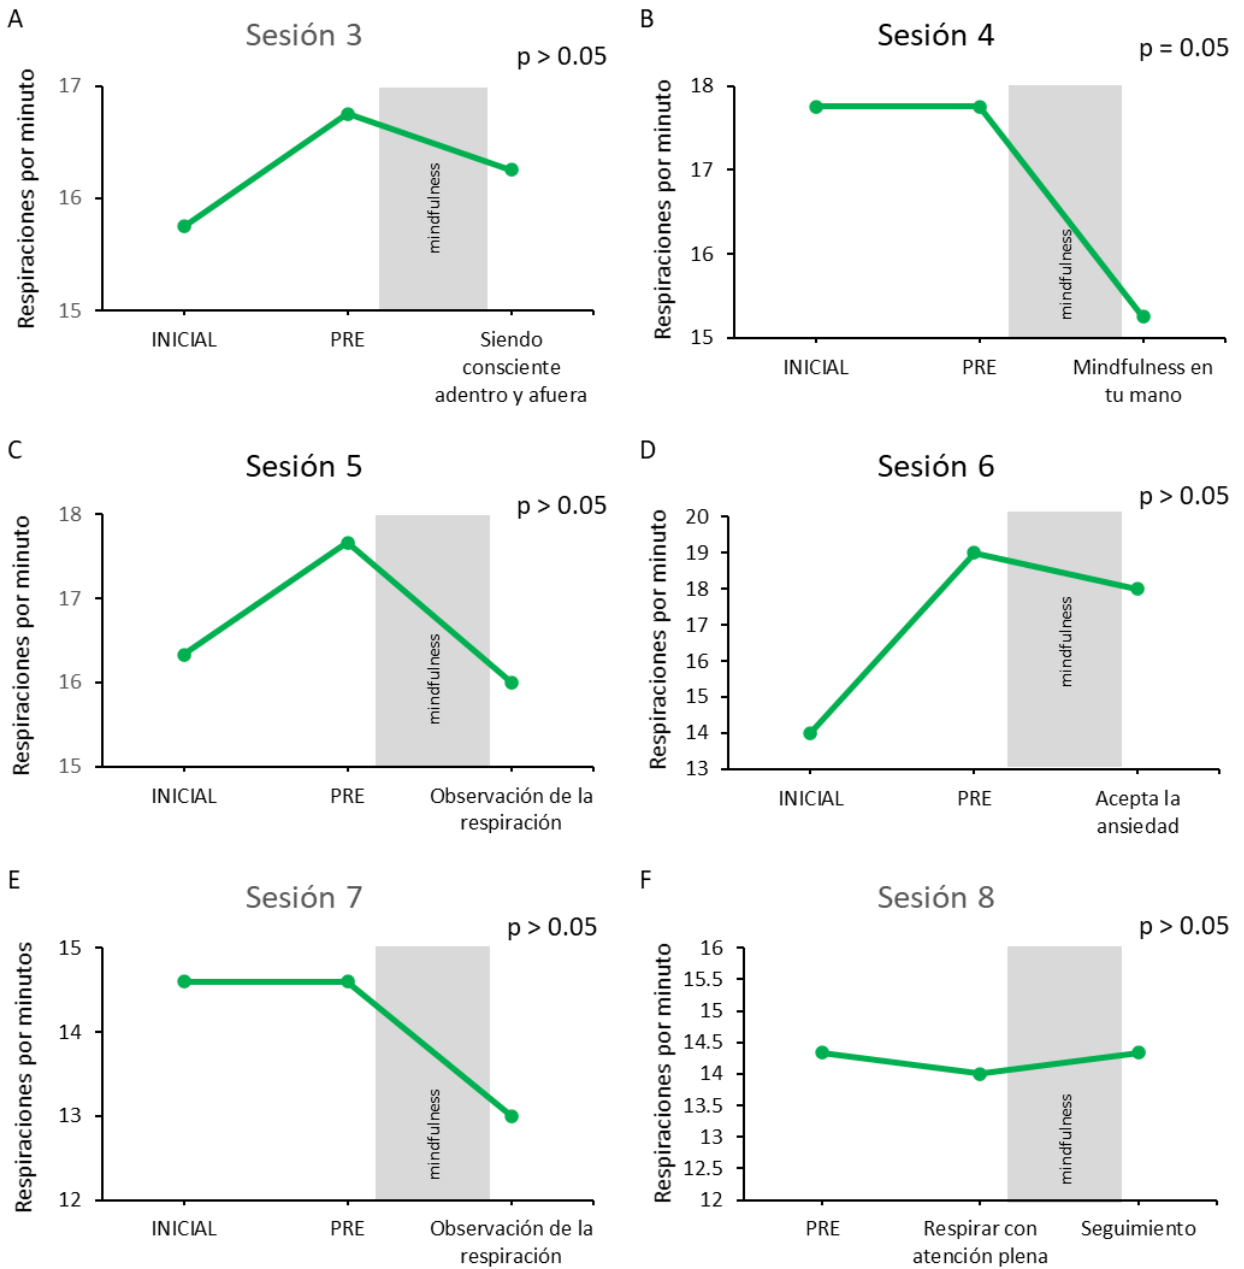 A
Sesión 3
p > 0.05
Respiraciones por minuto
17
16
15
mindfulness
INICIAL
PRE
Siendo
consciente
adentro y afuera
B
Sesión 4
p = 0.05
Respiraciones por minuto
18
17
16
15
mindfulness
INICIAL
PRE
Mindfulness en
tu mano
C
Sesión 5
p > 0.05
Respiraciones por minuto
18
17
16
15
mindfulness
INICIAL
PRE
Observación de la
respiración
D
Sesión 6
p > 0.05
Respiraciones por minuto
20
19
18
17
16
15
14
13
mindfulness
INICIAL
PRE
Acepta la
ansiedad
E
Sesión 7
p > 0.05
Respiraciones por minutos
15
14
13
12
mindfulness
INICIAL
PRE
Observación de la
respiración
F
Sesión 8
p > 0.05
Respiraciones por minuto
16
15.5
15
14.5
14
13.5
13
12.5
12
mindfulness
PRE
Respirar con
atención plena
Seguimiento